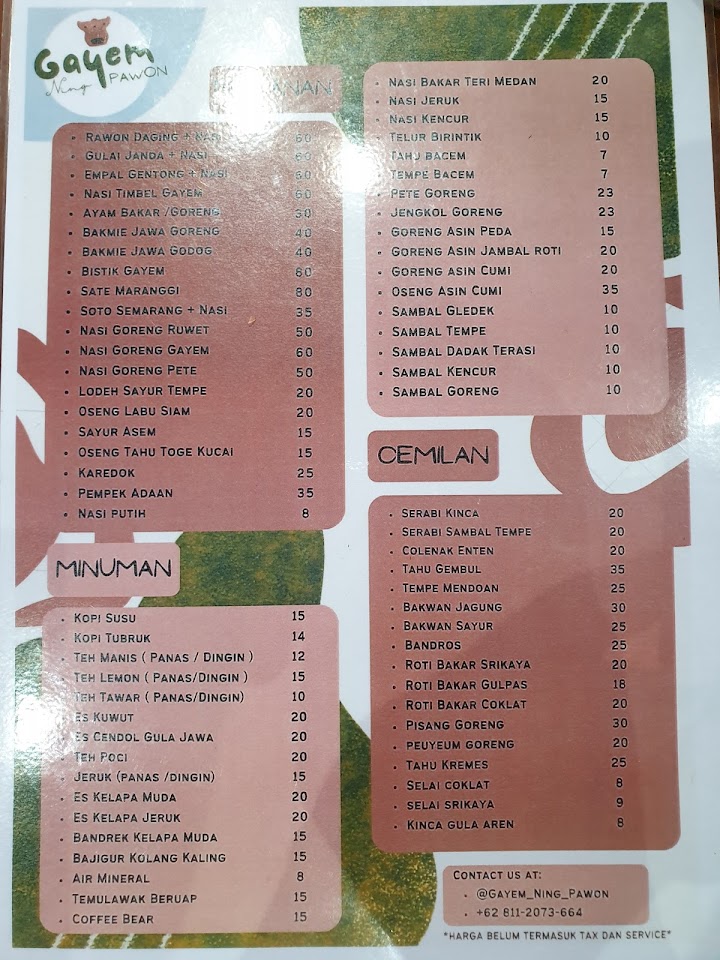 Gayem
Ning PAWON
MAKANAN
• RAWON DAGING + NASI 60
• GULAI JANDA + NASI 60
• EMPAL GENTONG + NASI 60
• NASI TIMBEL GAYEM 60
• AYAM BAKAR /GORENG 30
• BAKMIE JAWA GORENG 40
• BAKMIE JAWA GODOG 40
• BISTIK GAYEM 80
• SATE MARANGGI 80
• SOTO SEMARANG + NASI 35
• NASI GORENG RUWET 50
• NASI GORENG GAYEM 60
• NASI GORENG PETE 50
• LODEH SAYUR TEMPE 20
• OSENG LABU SIAM 20
• SAYUR ASEM 15
• OSENG TAHU TOGE KUCAI 15
• KAREDOK 25
• PEMPEK ADAAN 35
• NASI PUTIH 8
• NASI BAKAR TERI MEDAN 20
• NASI JERUK 15
• NASI KENCUR 15
• TELUR BIRINTIK 10
• TAHU BACEM 7
• TEMPE BACEM 7
• PETE GORENG 23
• JENGKOL GORENG 23
• GORENG ASIN PEDA 15
• GORENG ASIN JAMBAL ROTI 20
• GORENG ASIN CUMI 20
• OSENG ASIN CUMI 35
• SAMBAL GLEDEK 10
• SAMBAL TEMPE 10
• SAMBAL DADAK TERASI 10
• SAMBAL KENCUR 10
• SAMBAL GORENG 10
MINUMAN
• KOPI SUSU 15
• KOPI TUBRUK 14
• TEH MANIS ( PANAS / DINGIN ) 12
• TEH LEMON ( PANAS/DINGIN ) 15
• TEH TAWAR ( PANAS/DINGIN) 10
• ES KUWUT 20
• ES CENDOL GULA JAWA 20
• TEH POCI 20
• JERUK (PANAS /DINGIN) 15
• ES KELAPA MUDA 20
• ES KELAPA JERUK 20
• BANDREK KELAPA MUDA 15
• BAJIGUR KOLANG KALING 15
• AIR MINERAL 8
• TEMULAWAK BERUAP 15
• COFFEE BEAR 15
CEMILAN
• SERABI KINCA 20
• SERABI SAMBAL TEMPE 20
• COLENAK ENTEN 20
• TAHU GEMBUL 35
• TEMPE MENDOAN 25
• BAKWAN JAGUNG 30
• BAKWAN SAYUR 25
• BANDROS 25
• ROTI BAKAR SRIKAYA 20
• ROTI BAKAR GULPAS 18
• ROTI BAKAR COKLAT 20
• PISANG GORENG 30
• PEUYEUM GORENG 20
• TAHU KREMES 25
• SELAI COKLAT 8
• SELAI SRIKAYA 9
• KINCA GULA AREN 8
CONTACT US AT:
• @GAYEM_NING_PAWON
• +62 811-2073-664
*HARGA BELUM TERMASUK TAX DAN SERVICE*